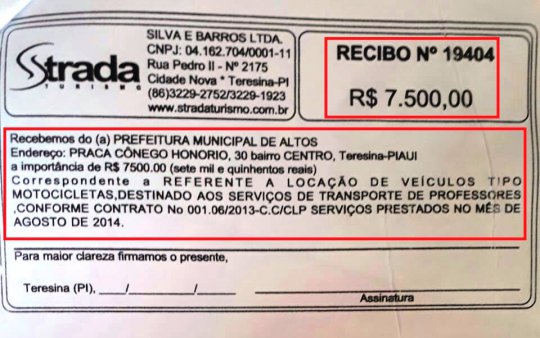 Strada
TURISMO
SILVA E BARROS LTDA.
CNPJ: 04.162.704/0001-11
Rua Pedro II - Nº 2175
Cidade Nova * Teresina-PI
(86)3229-2752/3229-1923
www.stradaturismo.com.br
RECIBO Nº 19404
R$ 7.500,00
Recebemos do (a) PREFEITURA MUNICIPAL DE ALTOS
Endereço: PRACA CÔNEGO HONORIO, 30 bairro CENTRO, Teresina-PIAUI
a importância de R$ 7500.00 (sete mil e quinhentos reais)
Correspondente a REFERENTE A LOCAÇÃO DE VEÍCULOS TIPO
MOTOCICLETAS,DESTINADO AOS SERVIÇOS DE TRANSPORTE DE PROFESSORES
,CONFORME CONTRATO No 001.06/2013-C.C/CLP SERVIÇOS PRESTADOS NO MÊS DE
AGOSTO DE 2014.
Para maior clareza firmamos o presente,
Teresina (PI), ____/____/____
Assinatura